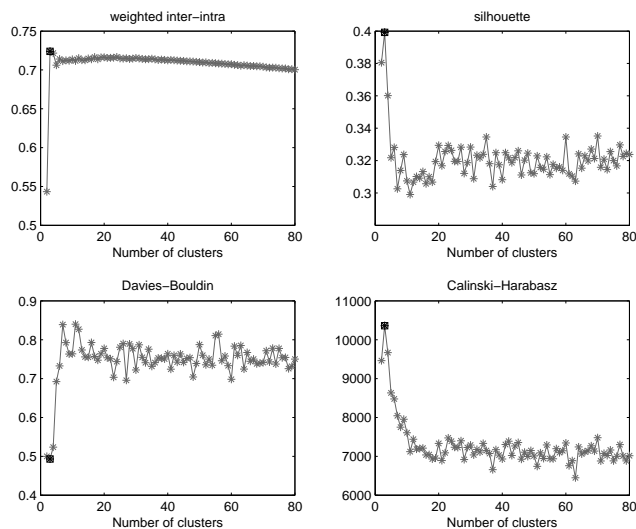 weighted inter−intra
0.8
0.75
0.7
0.65
0.6
0.55
0.5
0 20 40 60 80
Number of clusters
silhouette
0.4
0.38
0.36
0.34
0.32
0.3
0 20 40 60 80
Number of clusters
Davies−Bouldin
0.9
0.8
0.7
0.6
0.5
0.4
0 20 40 60 80
Number of clusters
Calinski−Harabasz
11000
10000
9000
8000
7000
6000
0 20 40 60 80
Number of clusters